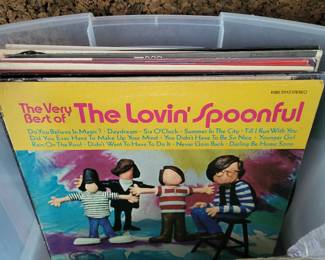 The Very
Best of The Lovin' Spoonful
Do You Believe In Magic? · Daydream · Six O'Clock · Summer In The City · Till I Run With You
Did You Ever Have To Make Up Your Mind · You Didn't Have To Be So Nice · Younger Girl
Rain On The Roof · Didn't Want To Have To Do It · Never Goin Back · Darling Be Home Soon